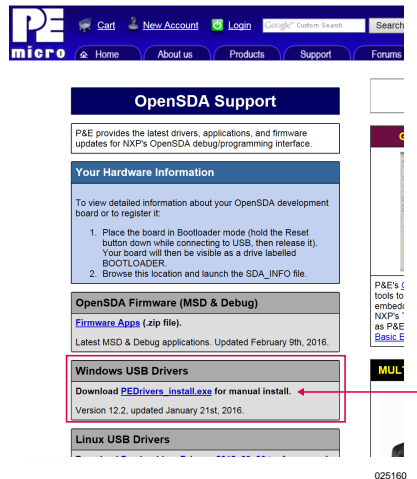 PE
micro
Cart
New Account
Login
Google™ Custom Search
Search
Home
About us
Products
Support
Forums
OpenSDA Support
P&E provides the latest drivers, applications, and firmware
updates for NXP's OpenSDA debug/programming interface.
Your Hardware Information
To view detailed information about your OpenSDA development
board or to register it:
1. Place the board in Bootloader mode (hold the Reset
button down while connecting to USB, then release it).
Your board will then be visible as a drive labelled
BOOTLOADER.
2. Browse this location and launch the SDA_INFO file.
OpenSDA Firmware (MSD & Debug)
Firmware Apps (.zip file).
Latest MSD & Debug applications. Updated February 9th, 2016.
Windows USB Drivers
Download PEDrivers_install.exe for manual install.
Version 12.2, updated January 21st, 2016.
Linux USB Drivers
P&E's
tools to
embedd
NXP's
as P&E
Basic E
MUL
025160